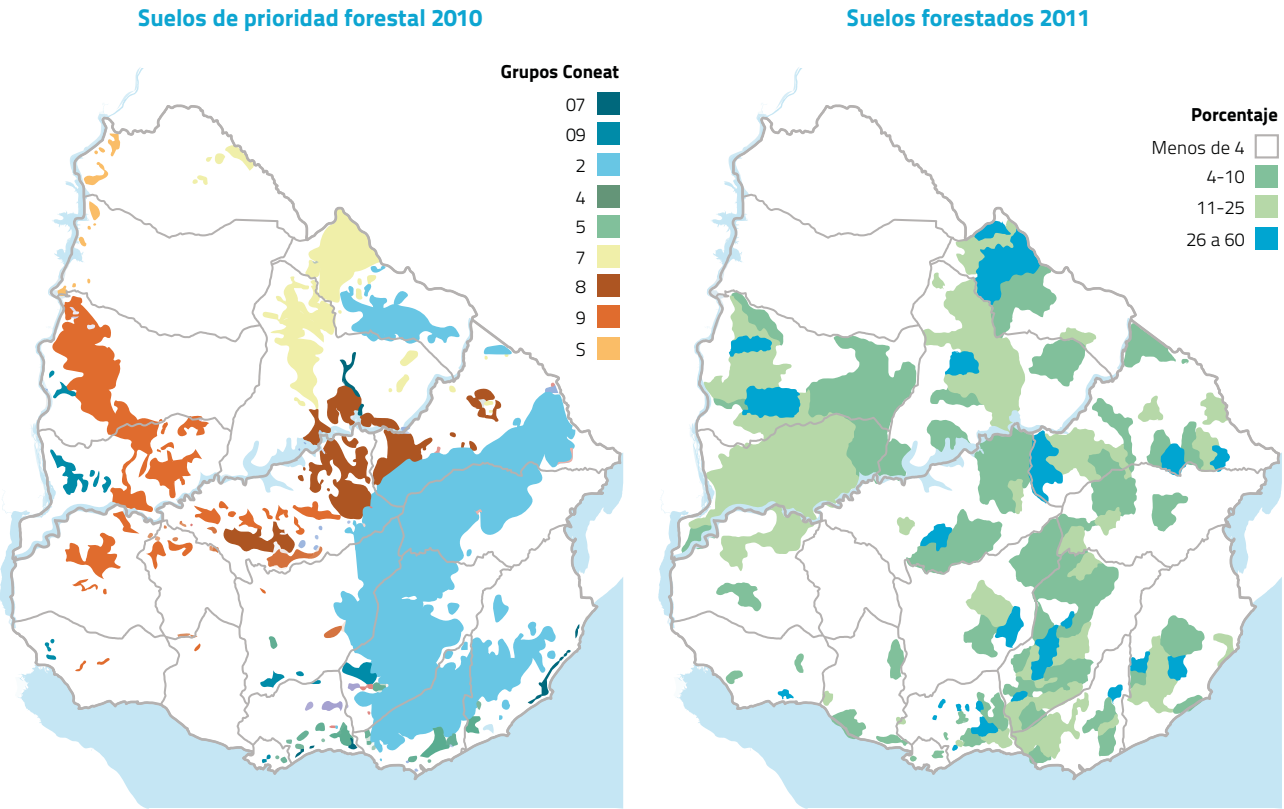 Suelos de prioridad forestal 2010
Grupos Coneat
07
09
2
4
5
7
8
9
S
Suelos forestados 2011
Porcentaje
Menos de 4
4-10
11-25
26 a 60